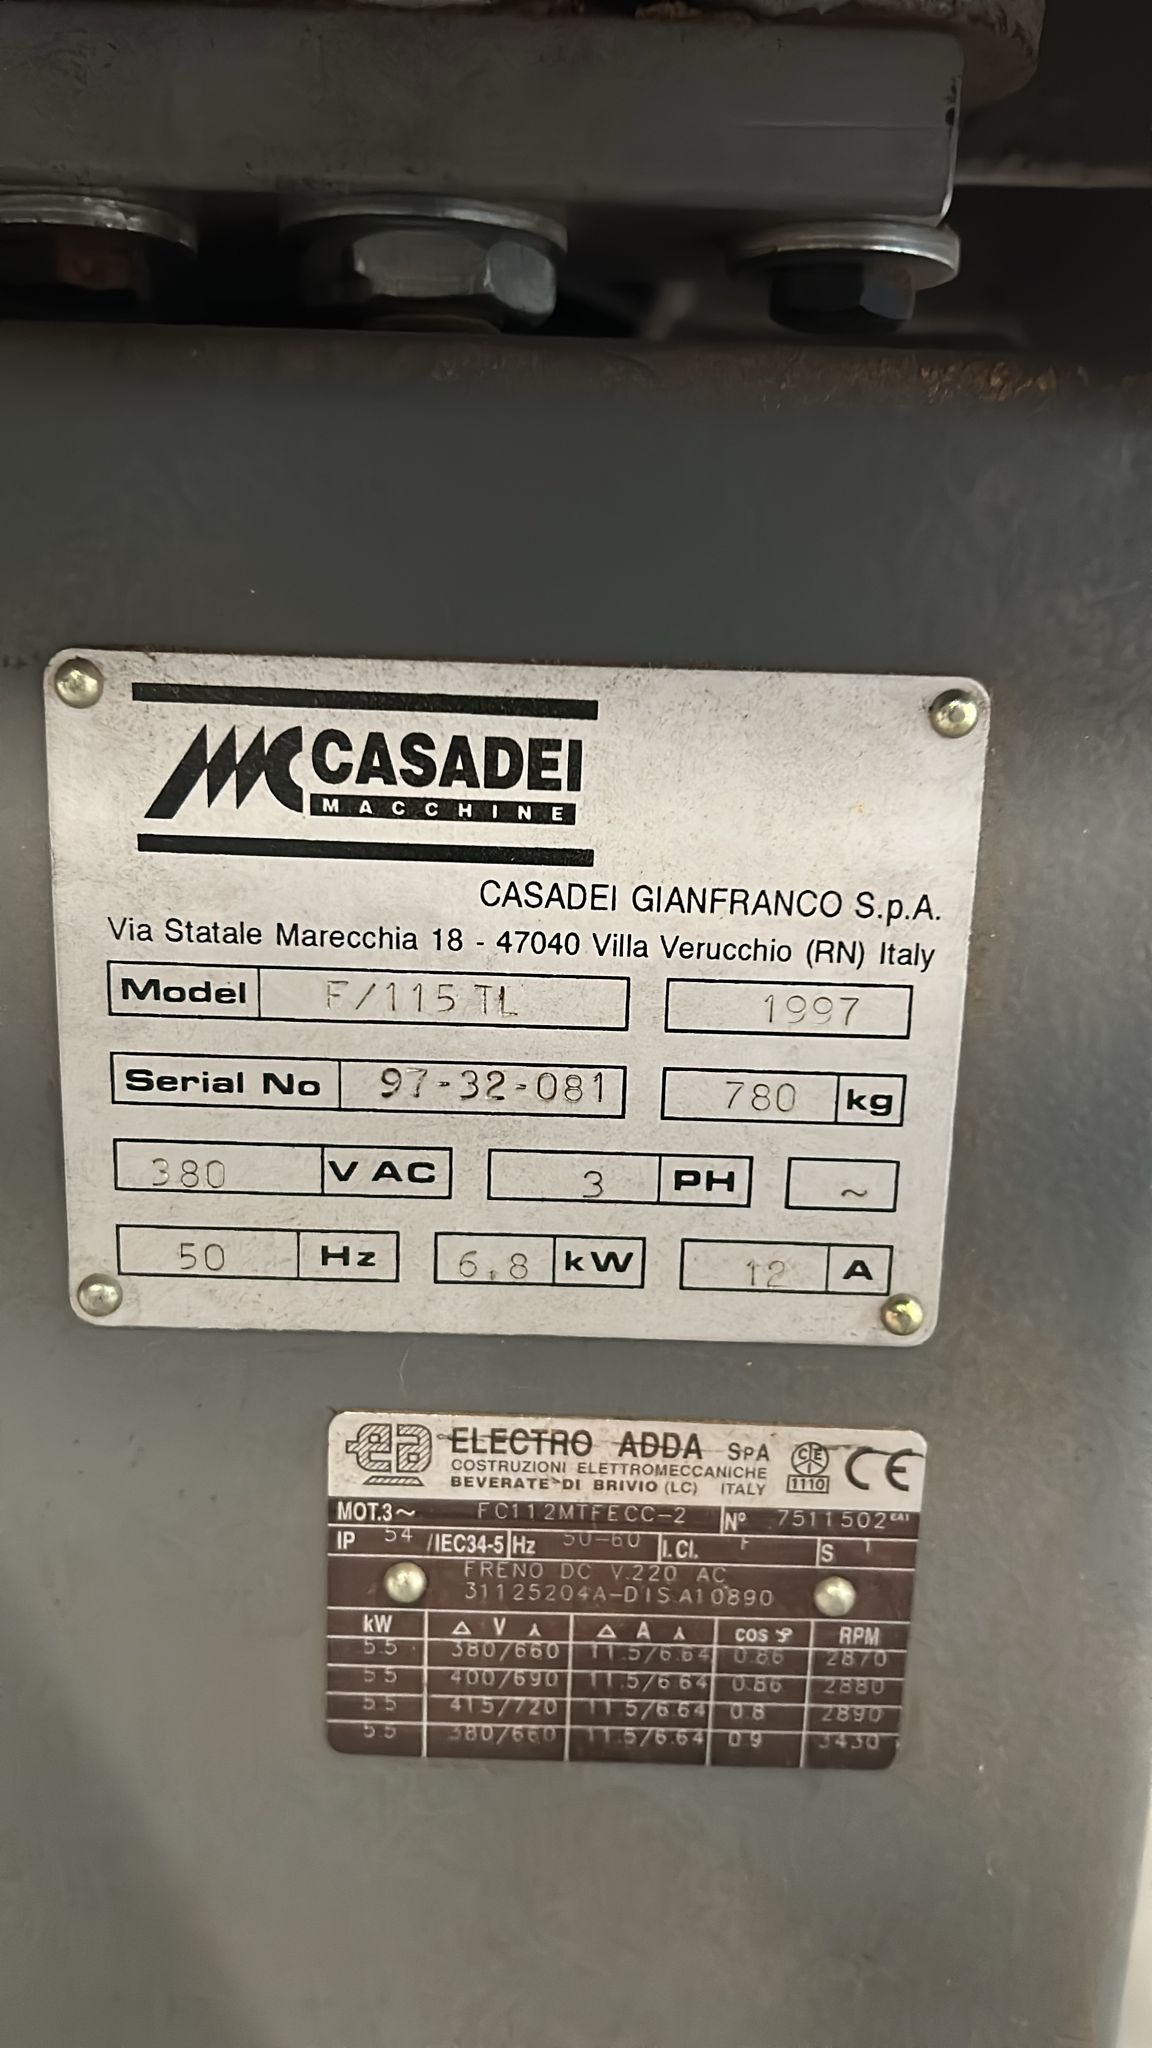 CASADEI
MACCHINE
CASADEI GIANFRANCO S.p.A.
Via Statale Marecchia 18 - 47040 Villa Verucchio (RN) Italy
Model F/115 TL 1997
Serial No 97-32-081 780 kg
380 V AC 3 PH ~
50 Hz 6,8 kW 12 A
ea ELECTRO ADDA SPA CE
COSTRUZIONI ELETTROMECCANICHE 1110
BEVERATE DI BRIVIO (LC) ITALY
MOT.3~ FC112MTFECC-2 Nº 7511502
IP 54 /IEC34-5 Hz 50-60 I.Cl. F S 1
FRENO DC V.220 AC
31125204A-DIS.A10890
kW △ V ⅄ △ A ⅄ COS φ RPM
5.5 380/660 11.5/6.64 0.86 2870
5.5 400/690 11.5/6.64 0.86 2880
5.5 415/720 11.5/6.64 0.8 2890
5.5 380/660 11.5/6.64 0.9 3430